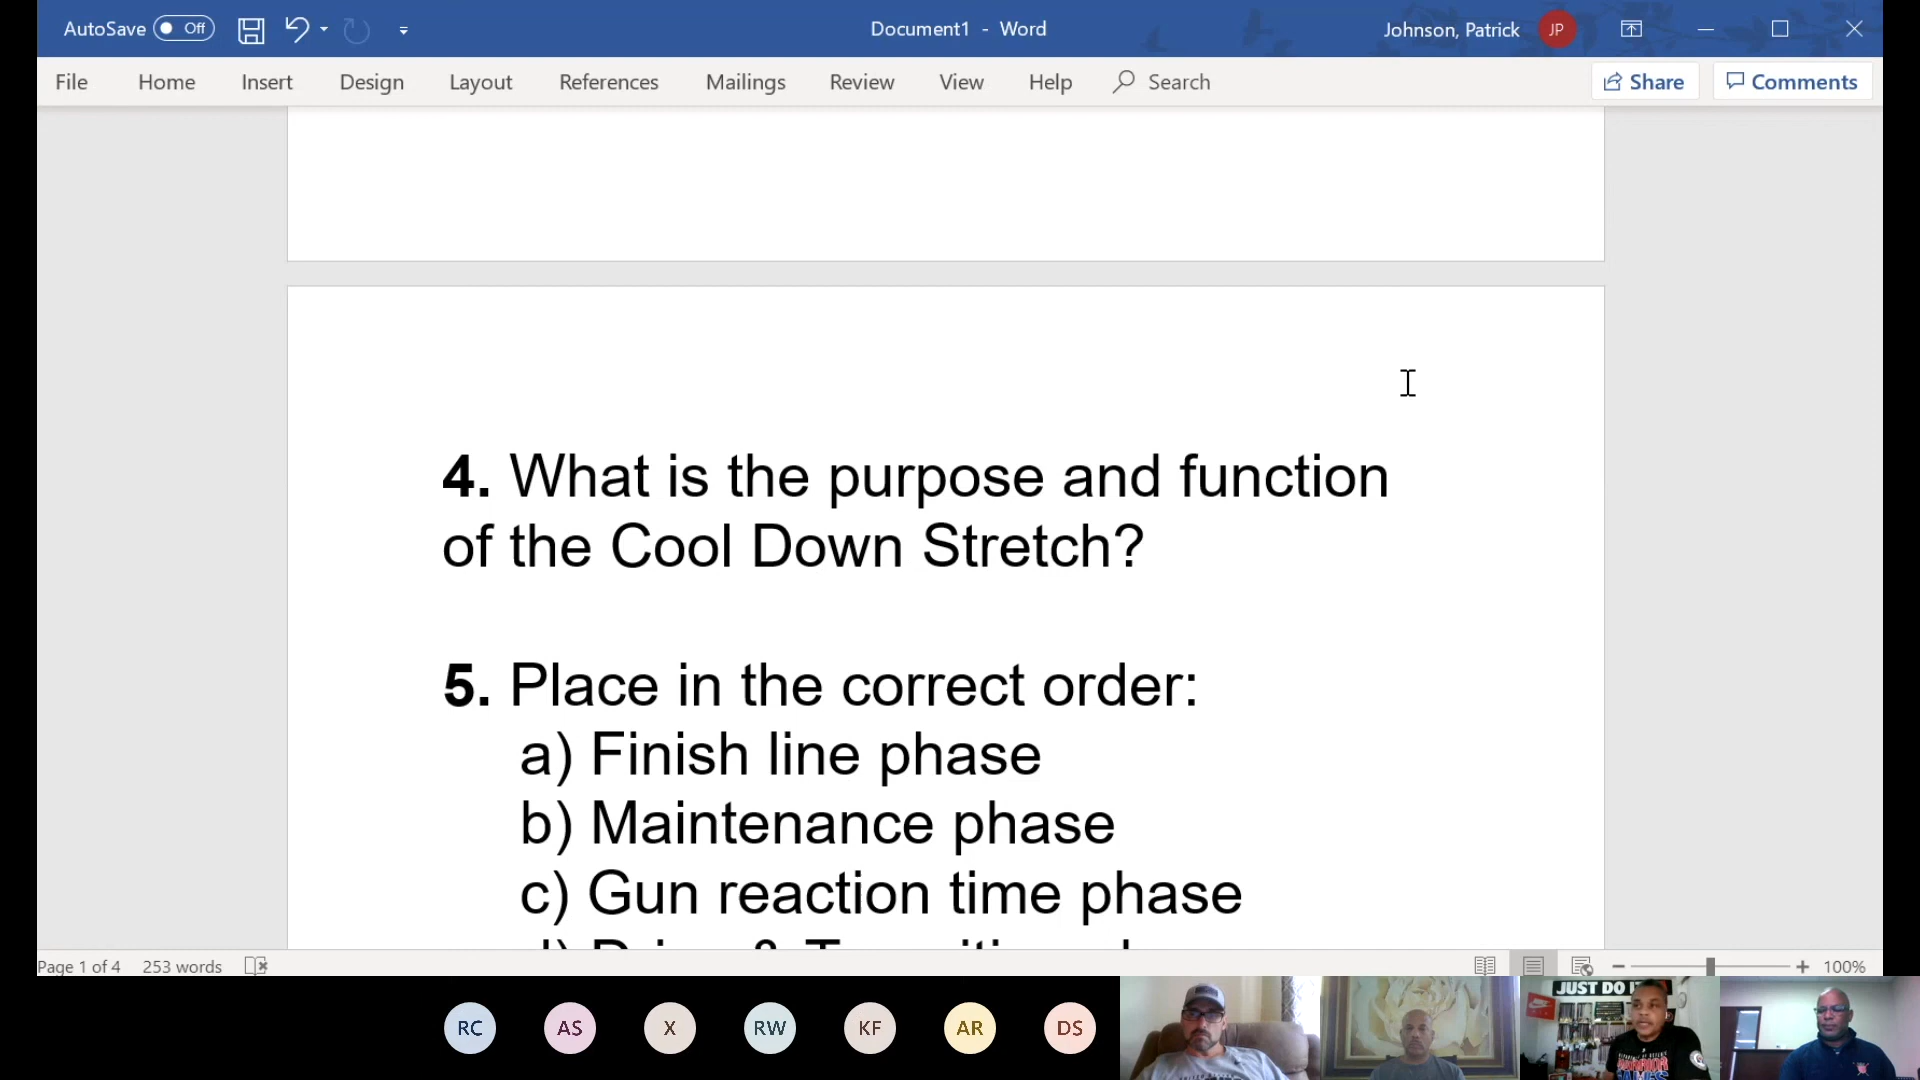 AutoSave Off Document1 - Word Johnson, Patrick JP
File Home Insert Design Layout References Mailings Review View Help Search Share Comments
4. What is the purpose and function
of the Cool Down Stretch?
5. Place in the correct order:
a) Finish line phase
b) Maintenance phase
c) Gun reaction time phase
Page 1 of 4 253 words 100%
RC AS X RW KF AR DS
JUST DO IT